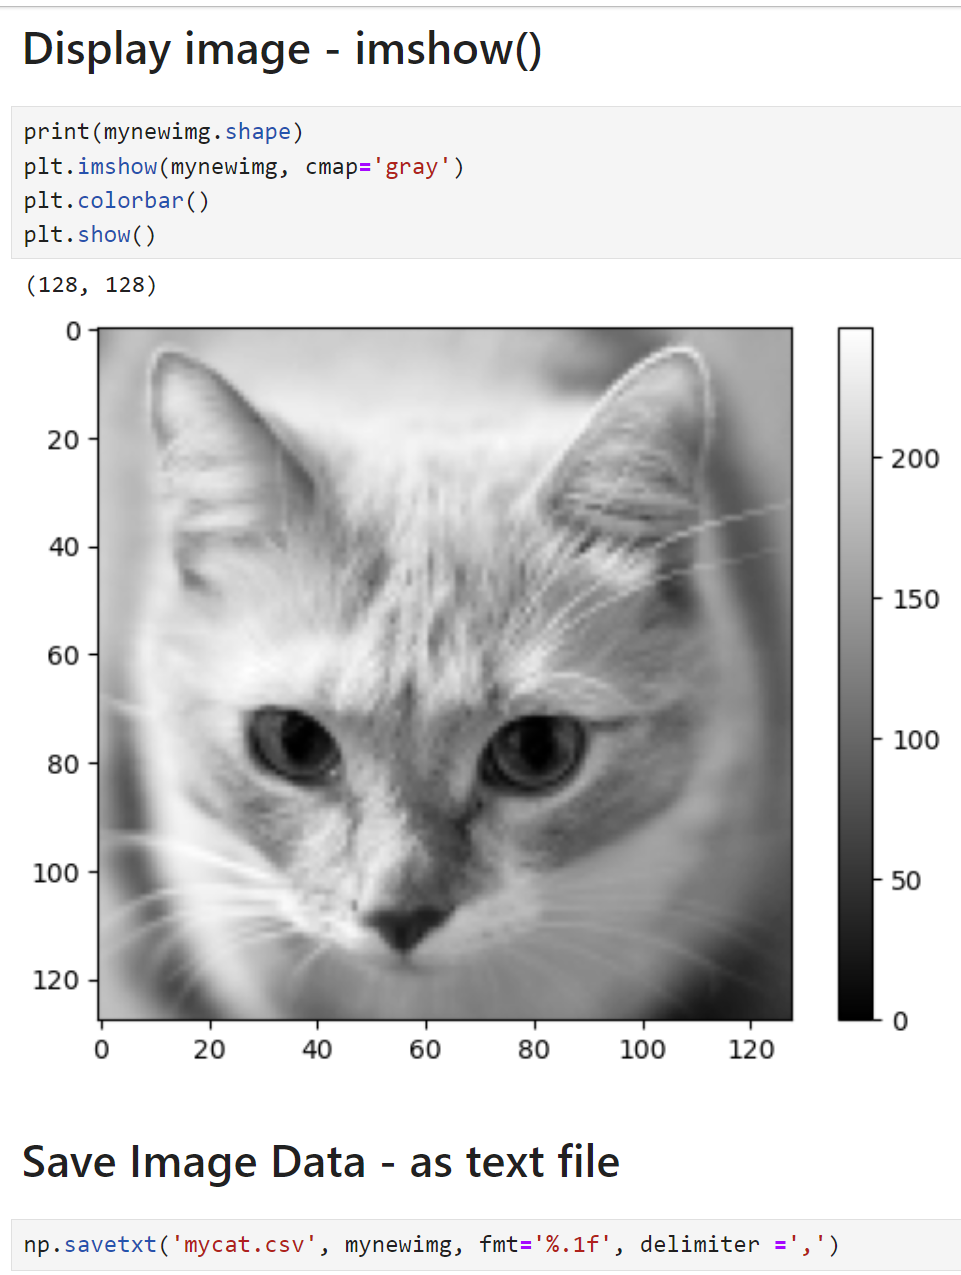 Display image - imshow()
print(mynewimg.shape)
plt.imshow(mynewimg, cmap='gray')
plt.colorbar()
plt.show()
(128, 128)
0
20
40
60
80
100
120
0 20 40 60 80 100 120
200
150
100
50
0
Save Image Data - as text file
np.savetxt('mycat.csv', mynewimg, fmt='%.1f', delimiter =',')